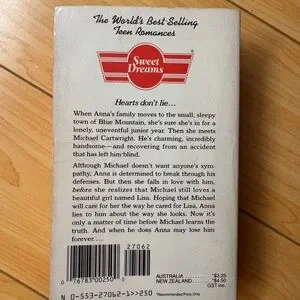 The World's Best-Selling
Teen Romances
Sweet
Dreams
Hearts don't lie...
When Anna's family moves to the small, sleepy
town of Blue Mountain, she's sure she's in for a
lonely, uneventful junior year. Then she meets
Michael Cartwright. He's charming, incredibly
handsome—and recovering from an accident
that has left him blind.
Although Michael doesn't want anyone's sym-
pathy, Anna is determined to break through his
defenses. But then she falls in love with him,
before she realizes that Michael still loves a
beautiful girl named Lisa. Hoping that Michael
will care for her the way he cared for Lisa, Anna
lies to him about the way she looks. Now it's
only a matter of time before Michael learns the
truth. And when he does Anna may lose him
forever....
27062
0 76783 00250 0
N 0-553-27062-1>>250
AUSTRALIA $3.25
NEW ZEALAND $4.50
GST inc.
*Recommended Price Only